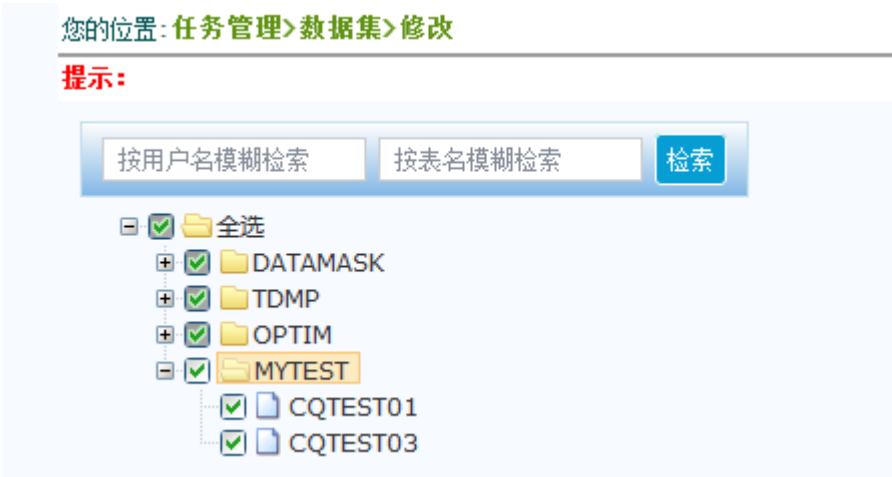 您的位置:任务管理>数据集>修改
提示:
按用户名模糊检索 按表名模糊检索 检索
全选
DATAMASK
TDMP
OPTIM
MYTEST
CQTEST01
CQTEST03